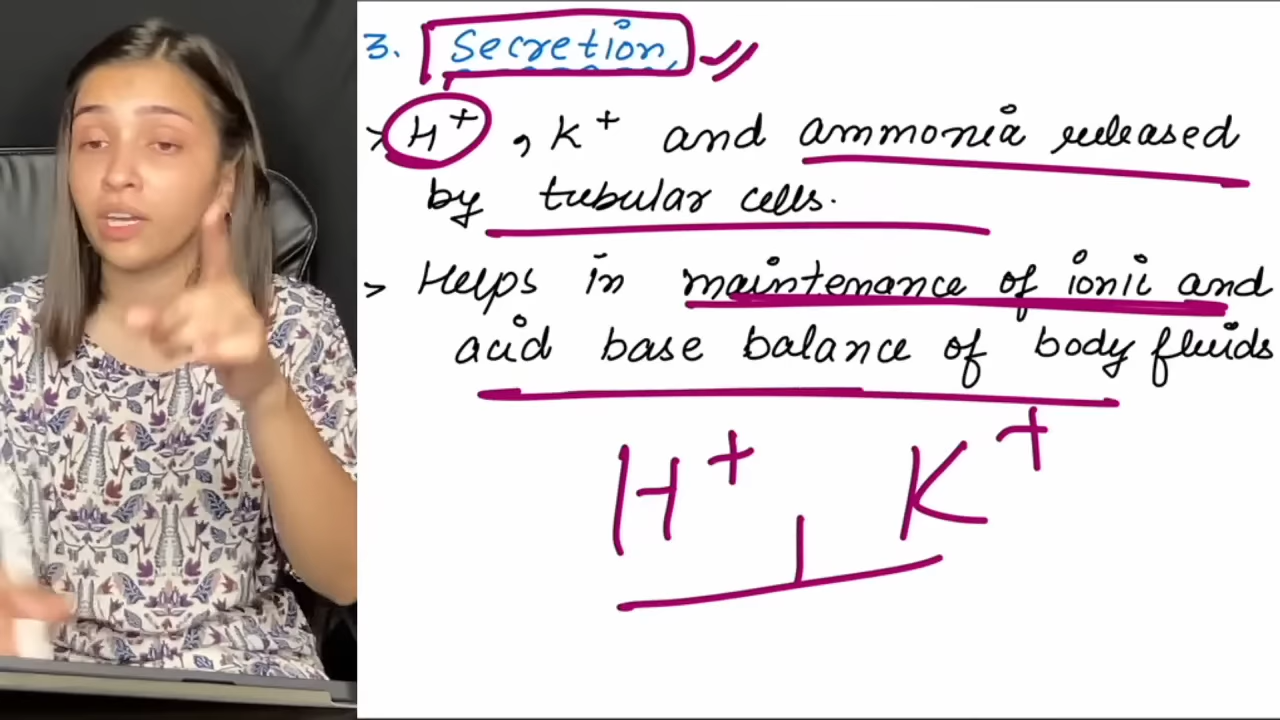 3. Secretion,
> H⁺, K⁺ and ammonia released
by tubular cells.
> Helps in maintenance of ionic and
acid base balance of body fluids
H⁺, K⁺